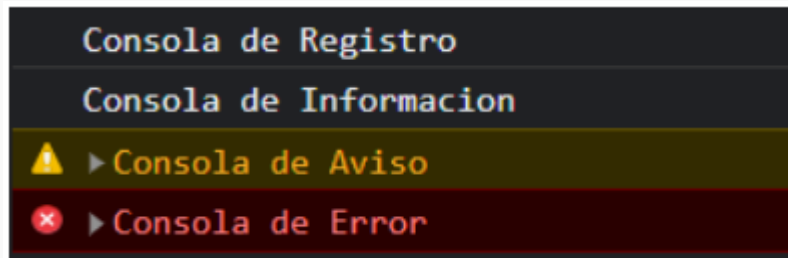 Consola de Registro
Consola de Informacion
Consola de Aviso
Consola de Error